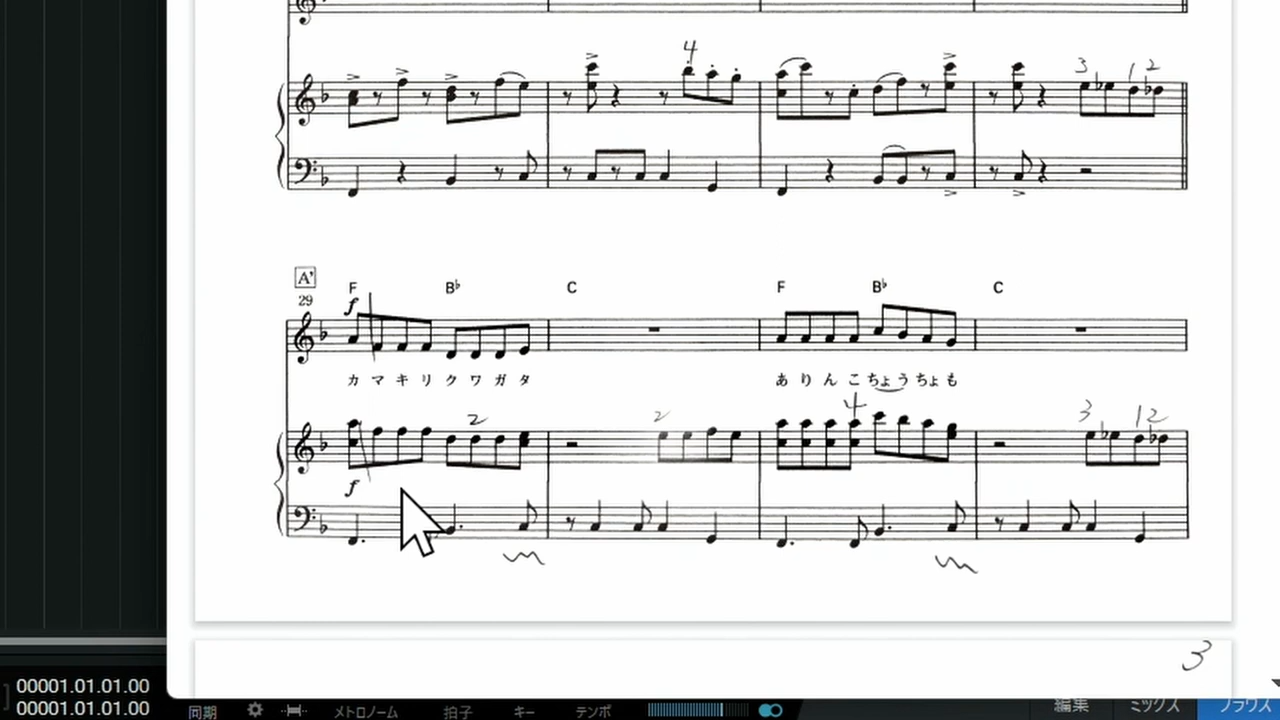 4
3 1 2
A'
29
F B♭ C F B♭ C
f
カマキリクワガタ ありんこちょうちょも
2 2 4 3 1 2
f
3
00001.01.01.00
00001.01.01.00
同期 メトロノーム 拍子 キー テンポ 編集 ミックス ブラウズ